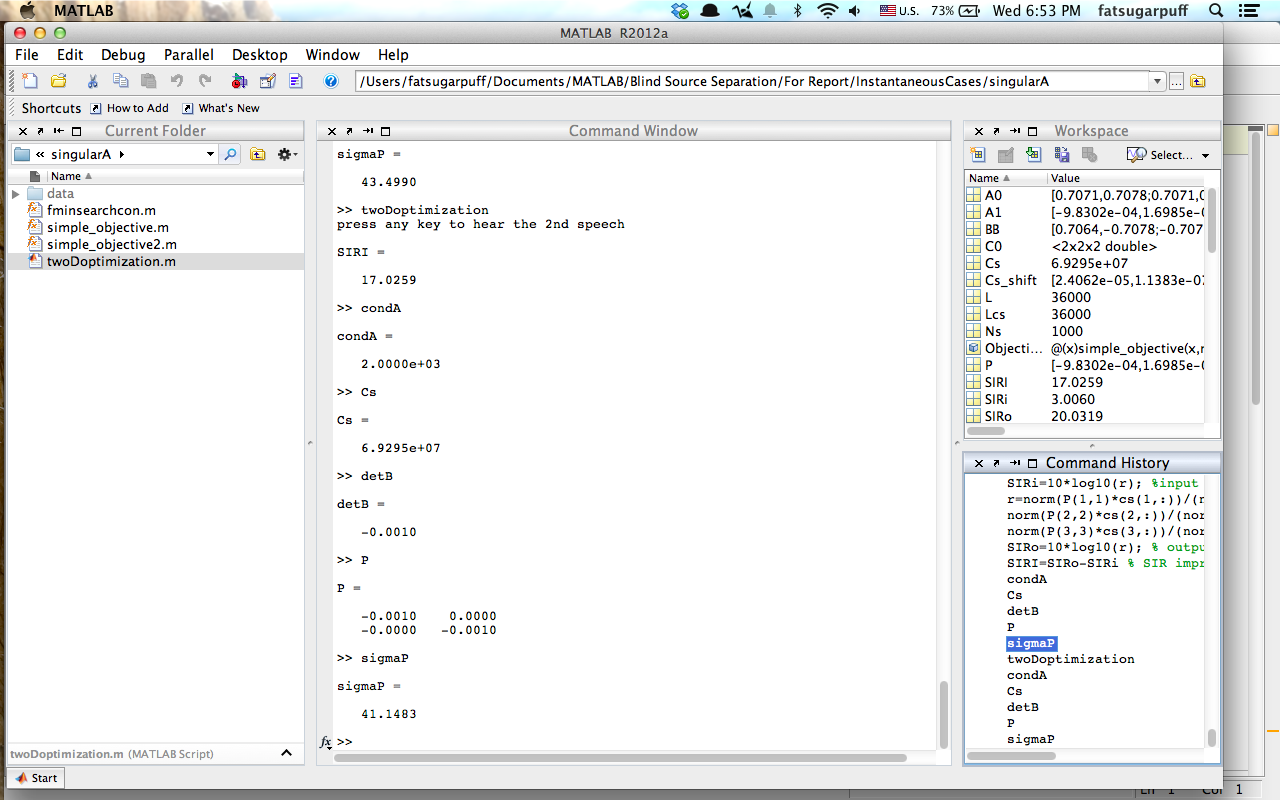 MATLAB
U.S. 73% Wed 6:53 PM fatsugarpuff
MATLAB R2012a
File Edit Debug Parallel Desktop Window Help
/Users/fatsugarpuff/Documents/MATLAB/Blind Source Separation/For Report/InstantaneousCases/singularA
Shortcuts How to Add What's New
Current Folder
« singularA
Name
data
fminsearchcon.m
simple_objective.m
simple_objective2.m
twoDoptimization.m
twoDoptimization.m (MATLAB Script)
Start
Command Window
sigmaP =
43.4990
>> twoDoptimization
press any key to hear the 2nd speech
SIRI =
17.0259
>> condA
condA =
2.0000e+03
>> Cs
Cs =
6.9295e+07
>> detB
detB =
-0.0010
>> P
P =
-0.0010 0.0000
-0.0000 -0.0010
>> sigmaP
sigmaP =
41.1483
fx >>
Workspace
Select...
Name Value
A0 [0.7071,0.7078;0.7071,0
A1 [-9.8302e-04,1.6985e-0
BB [0.7064,-0.7078;-0.707
C0 <2x2x2 double>
Cs 6.9295e+07
Cs_shift [2.4062e-05,1.1383e-07
L 36000
Lcs 36000
Ns 1000
Objecti... @(x)simple_objective(x,r
P [-9.8302e-04,1.6985e-0
SIRI 17.0259
SIRi 3.0060
SIRo 20.0319
Command History
SIRi=10*log10(r); %input
r=norm(P(1,1)*cs(1,:))/(n
norm(P(2,2)*cs(2,:))/(nor
norm(P(3,3)*cs(3,:))/(nor
SIRo=10*log10(r); % outpu
SIRI=SIRo-SIRi % SIR impr
condA
Cs
detB
P
sigmaP
twoDoptimization
condA
Cs
detB
P
sigmaP
Ln 1 Col 1